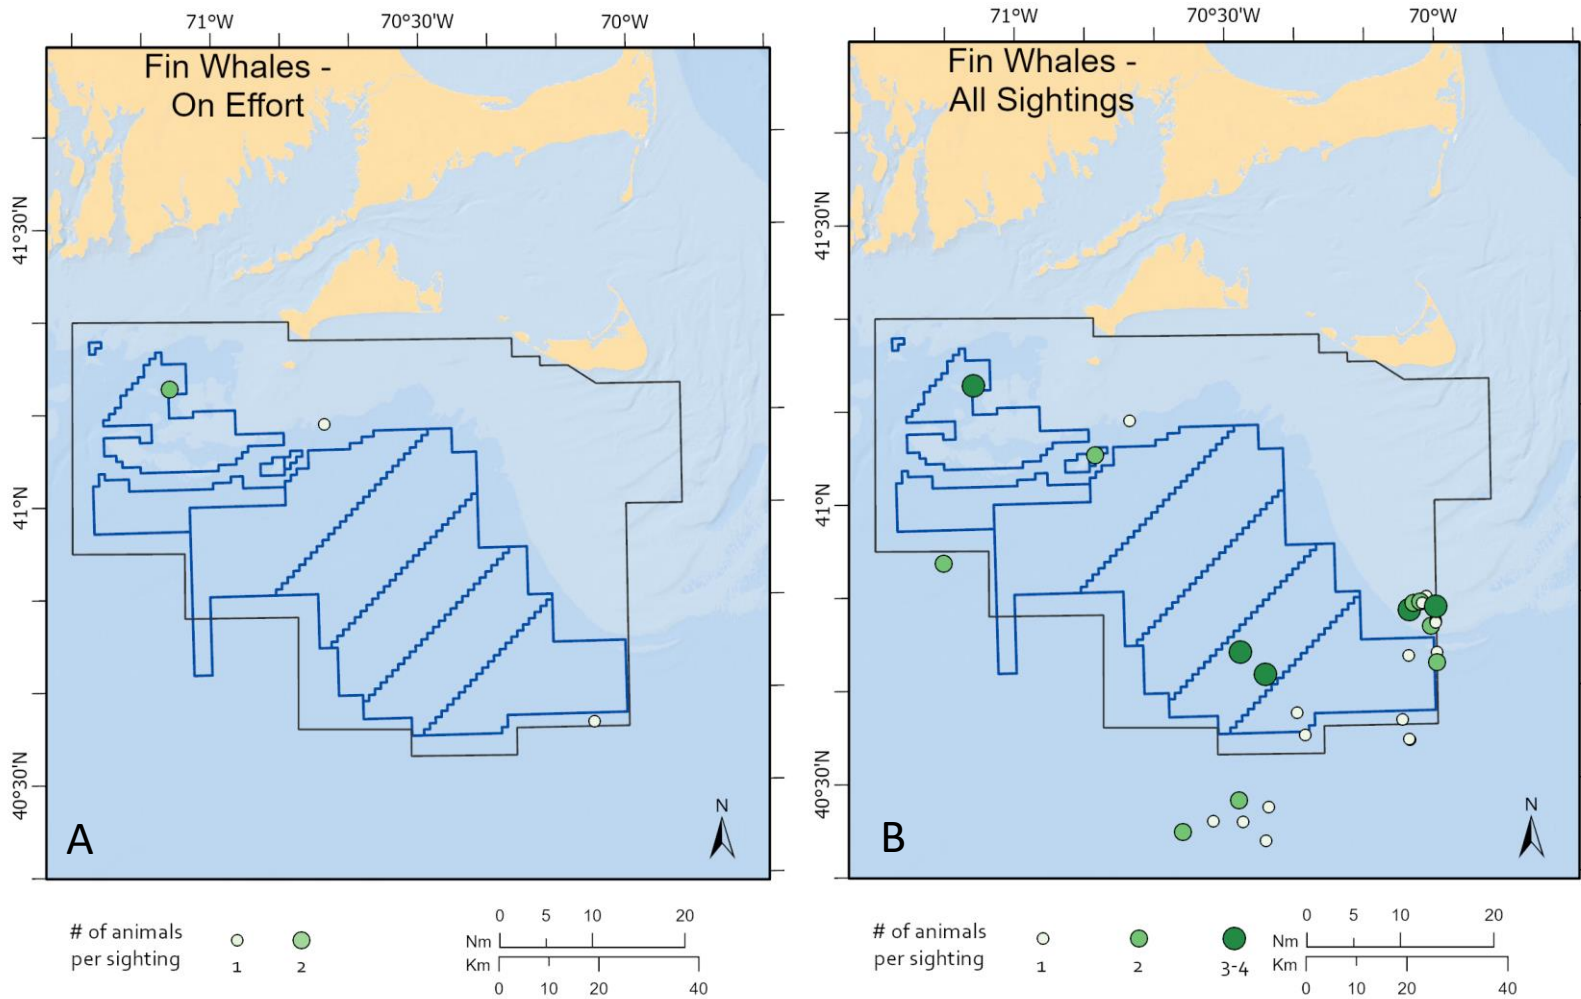 71°W 70°30'W 70°W
Fin Whales -
On Effort
41°30'N
41°N
40°30'N
N
A
# of animals
per sighting
1 2
0 5 10 20
Nm
Km
0 10 20 40
71°W 70°30'W 70°W
Fin Whales -
All Sightings
41°30'N
41°N
40°30'N
N
B
# of animals
per sighting
1 2 3-4
0 5 10 20
Nm
Km
0 10 20 40